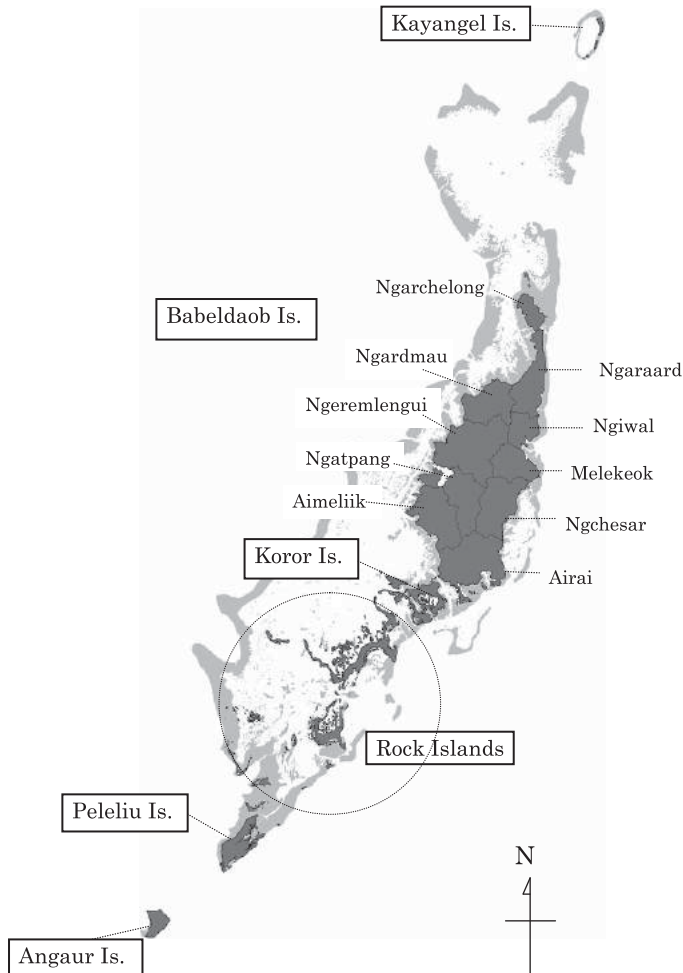 Kayangel Is.
Ngarchelong
Babeldaob Is.
Ngardmau
Ngaraard
Ngeremlengui
Ngiwal
Ngatpang
Melekeok
Aimeliik
Ngchesar
Koror Is.
Airai
Rock Islands
Peleliu Is.
N
Angaur Is.